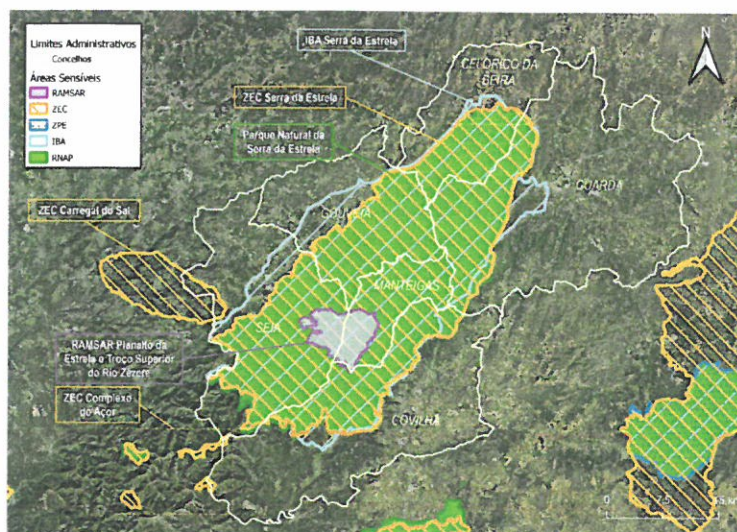 Limites Administrativos
Concelhos
Áreas Sensíveis
RAMSAR
ZEC
ZPE
IBA
RNAP
IBA Serra da Estrela
CELORICO DA
BEIRA
N
ZEC Serra da Estrela
Parque Natural da
Serra da Estrela
GUARDA
ZEC Carregal do Sal
GOUVEIA
MANTEIGAS
SEIA
RAMSAR Planalto da
Estrela e Troço Superior
do Rio Zêzere
ZEC Complexo
do Açor
COVILHÃ
0 7,5
km